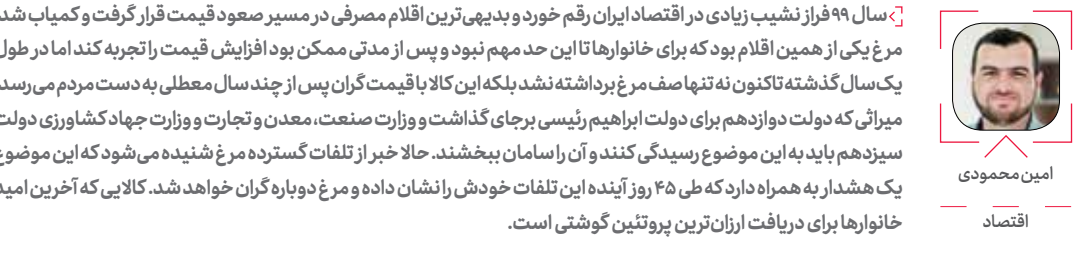 سال ۹۹ فراز نشیب زیادی در اقتصاد ایران رقم خورد و بدیهی‌ترین اقلام مصرفی در مسیر صعود قیمت قرار گرفت و کمیاب شد
مرغ یکی از همین اقلام بود که برای خانوارها تا این حد مهم نبود و پس از مدتی ممکن بود افزایش قیمت را تجربه کند اما در طول
یک سال گذشته تاکنون نه تنها صف مرغ برداشته نشد بلکه این کالا با قیمت گران پس از چند سال معطلی به دست مردم می‌رسد
میراثی که دولت دوازدهم برای دولت ابراهیم رئیسی برجای گذاشت و وزارت صنعت، معدن و تجارت و وزارت جهاد کشاورزی دولت
سیزدهم باید به این موضوع رسیدگی کنند و آن را سامان ببخشند. حالا خبر از تلفات گسترده مرغ شنیده می‌شود که این موضوع
یک هشدار به همراه دارد که طی ۴۵ روز آینده این تلفات خودش را نشان داده و مرغ دوباره گران خواهد شد. کالایی که آخرین امید
خانوارها برای دریافت ارزان‌ترین پروتئین گوشتی است.
امین محمودی
اقتصاد